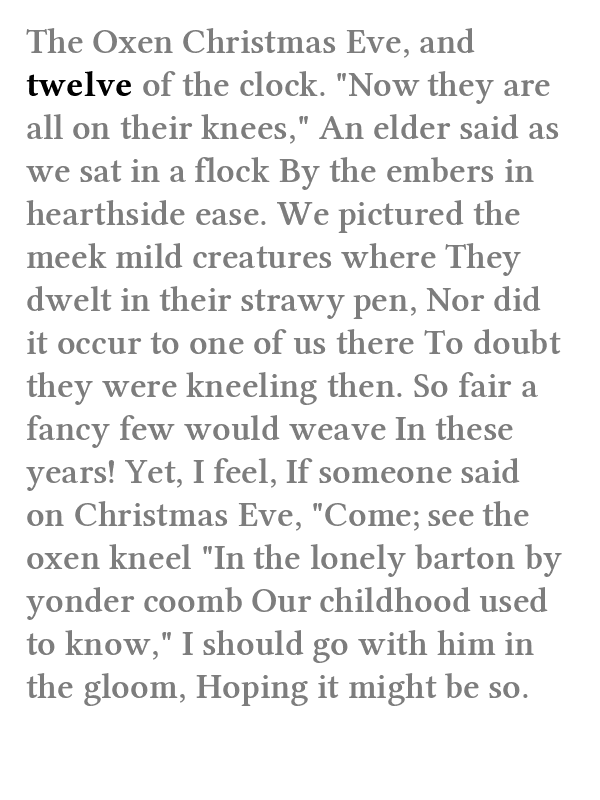 The Oxen Christmas Eve, and
twelve of the clock. "Now they are
all on their knees," An elder said as
we sat in a flock By the embers in
hearthside ease. We pictured the
meek mild creatures where They
dwelt in their strawy pen, Nor did
it occur to one of us there To doubt
they were kneeling then. So fair a
fancy few would weave In these
years! Yet, I feel, If someone said
on Christmas Eve, "Come; see the
oxen kneel "In the lonely barton by
yonder coomb Our childhood used
to know," I should go with him in
the gloom, Hoping it might be so.